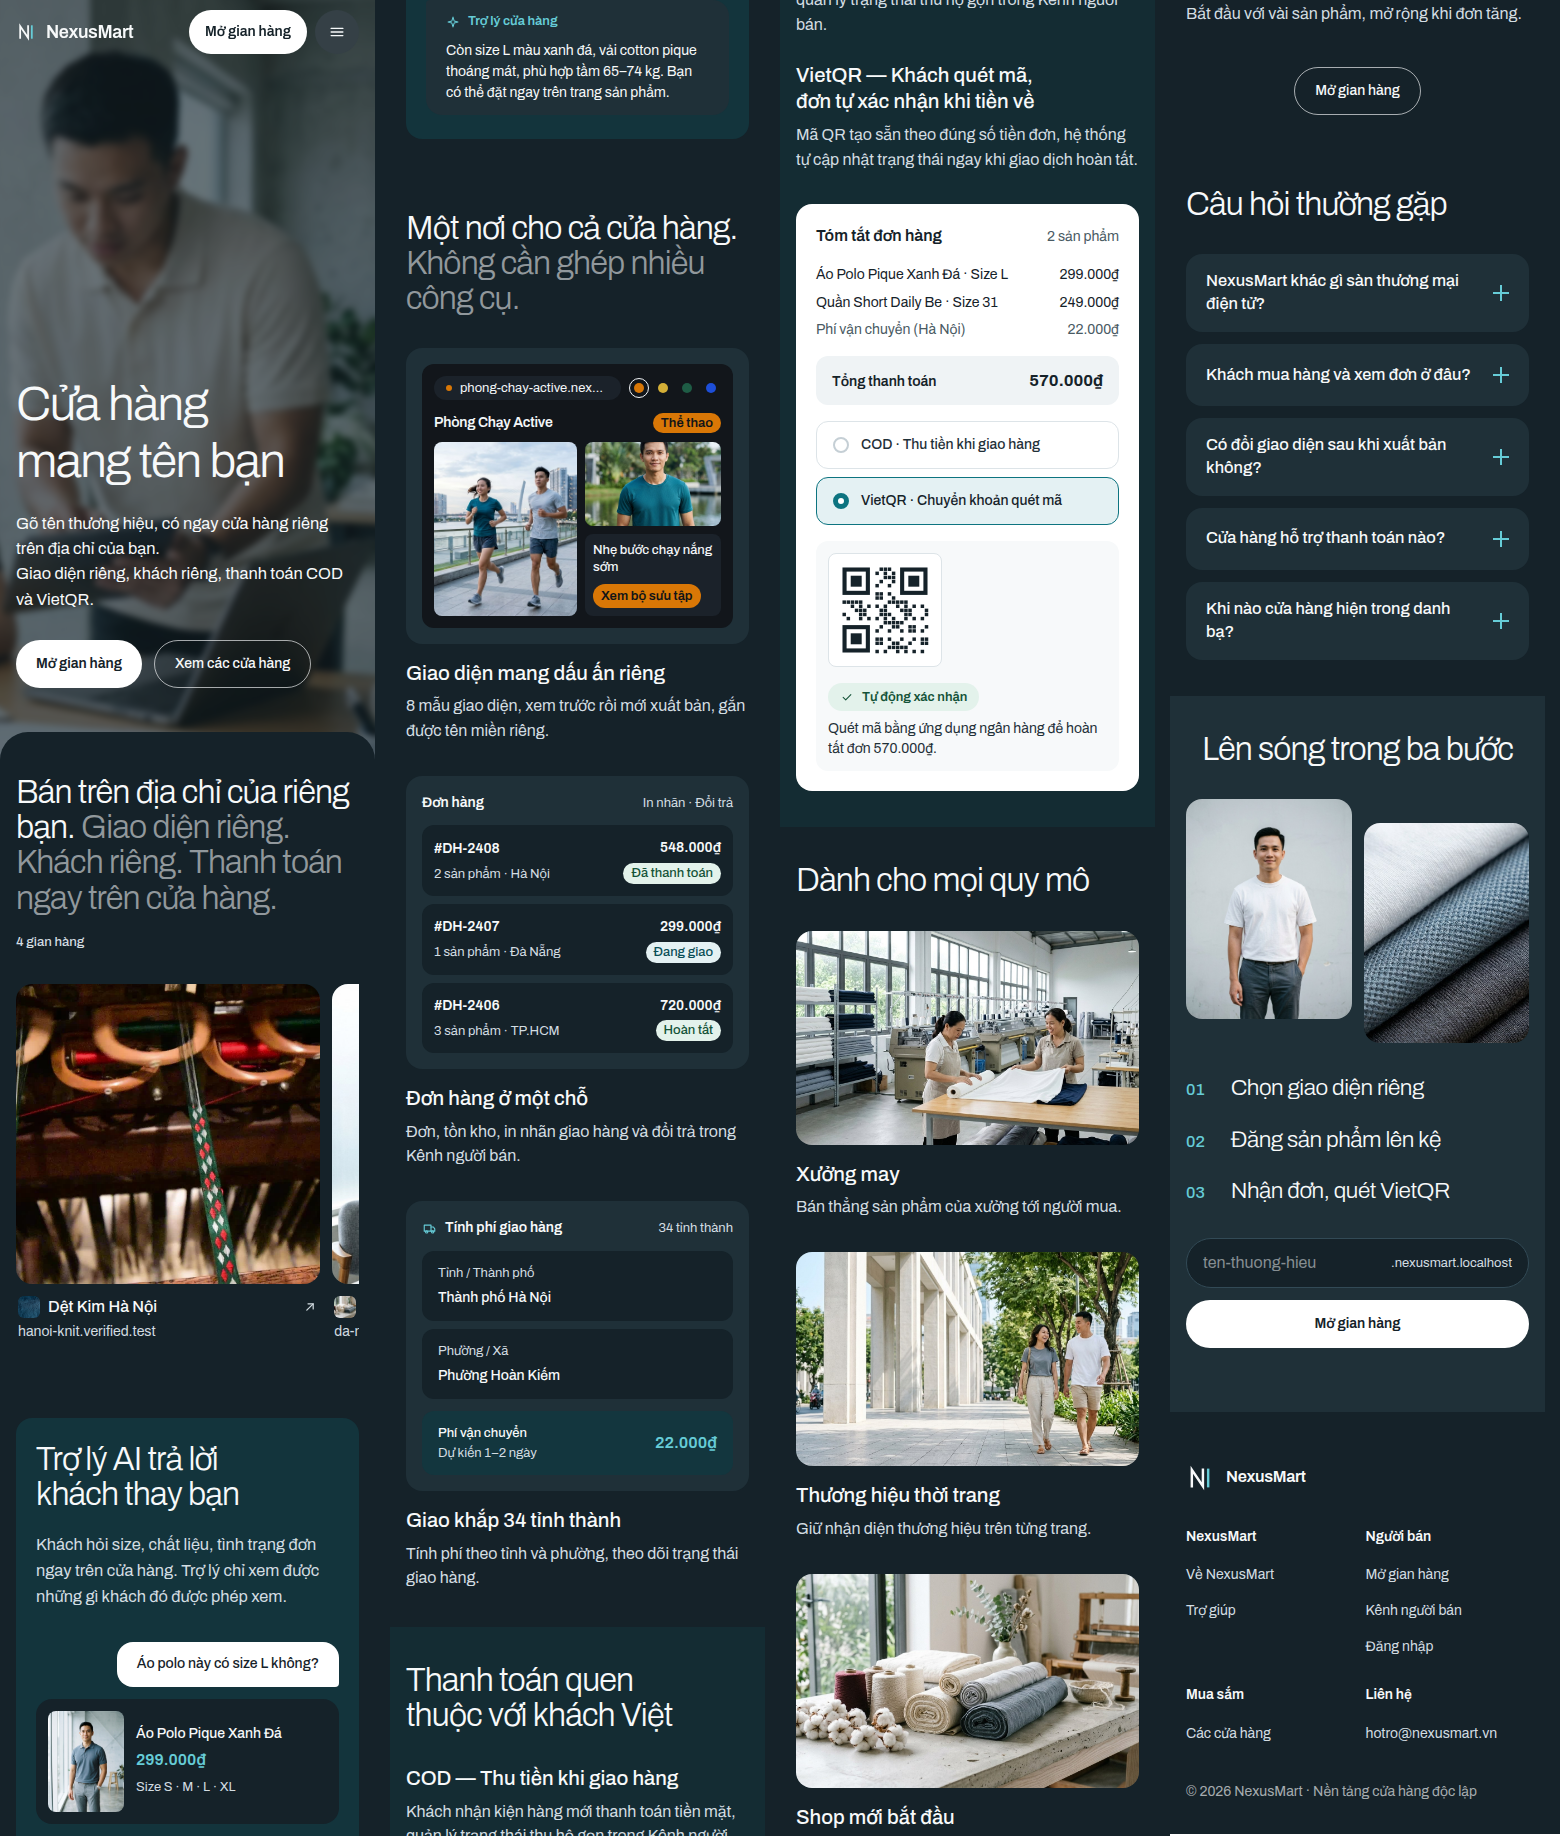 NexusMart
Mở gian hàng
Cửa hàng
mang tên bạn
Gõ tên thương hiệu, có ngay cửa hàng riêng
trên địa chỉ của bạn.
Giao diện riêng, khách riêng, thanh toán COD
và VietQR.
Mở gian hàng
Xem các cửa hàng
Bán trên địa chỉ của riêng
bạn. Giao diện riêng.
Khách riêng. Thanh toán
ngay trên cửa hàng.
4 gian hàng
Dệt Kim Hà Nội
hanoi-knit.verified.test
Trợ lý AI trả lời
khách thay bạn
Khách hỏi size, chất liệu, tình trạng đơn
ngay trên cửa hàng. Trợ lý chỉ xem được
những gì khách đó được phép xem.
Áo polo này có size L không?
Áo Polo Pique Xanh Đá
299.000₫
Size S · M · L · XL
Trợ lý cửa hàng
Còn size L màu xanh đá, vải cotton pique
thoáng mát, phù hợp tầm 65–74 kg. Bạn
có thể đặt ngay trên trang sản phẩm.
Một nơi cho cả cửa hàng.
Không cần ghép nhiều
công cụ.
phong-chay-active.nex...
Phòng Chạy Active
Thể thao
Nhẹ bước chạy nắng
sớm
Xem bộ sưu tập
Giao diện mang dấu ấn riêng
8 mẫu giao diện, xem trước rồi mới xuất bản, gắn
được tên miền riêng.
Đơn hàng
In nhãn · Đổi trả
#DH-2408
548.000₫
2 sản phẩm · Hà Nội
Đã thanh toán
#DH-2407
299.000₫
1 sản phẩm · Đà Nẵng
Đang giao
#DH-2406
720.000₫
3 sản phẩm · TP.HCM
Hoàn tất
Đơn hàng ở một chỗ
Đơn, tồn kho, in nhãn giao hàng và đổi trả trong
Kênh người bán.
Tính phí giao hàng
34 tỉnh thành
Tỉnh / Thành phố
Thành phố Hà Nội
Phường / Xã
Phường Hoàn Kiếm
Phí vận chuyển
Dự kiến 1–2 ngày
22.000₫
Giao khắp 34 tỉnh thành
Tính phí theo tỉnh và phường, theo dõi trạng thái
giao hàng.
Thanh toán quen
thuộc với khách Việt
COD — Thu tiền khi giao hàng
Khách nhận kiện hàng mới thanh toán tiền mặt,
quản lý trạng thái thu hộ gọn trong Kênh người
bán.
VietQR — Khách quét mã,
đơn tự xác nhận khi tiền về
Mã QR tạo sẵn theo đúng số tiền đơn, hệ thống
tự cập nhật trạng thái ngay khi giao dịch hoàn tất.
Tóm tắt đơn hàng
2 sản phẩm
Áo Polo Pique Xanh Đá · Size L
299.000₫
Quần Short Daily Be · Size 31
249.000₫
Phí vận chuyển (Hà Nội)
22.000₫
Tổng thanh toán
570.000₫
COD · Thu tiền khi giao hàng
VietQR · Chuyển khoản quét mã
Tự động xác nhận
Quét mã bằng ứng dụng ngân hàng để hoàn
tất đơn 570.000₫.
Dành cho mọi quy mô
Xưởng may
Bán thẳng sản phẩm của xưởng tới người mua.
Thương hiệu thời trang
Giữ nhận diện thương hiệu trên từng trang.
Shop mới bắt đầu
Bắt đầu với vài sản phẩm, mở rộng khi đơn tăng.
Mở gian hàng
Câu hỏi thường gặp
NexusMart khác gì sàn thương mại
điện tử?
Khách mua hàng và xem đơn ở đâu?
Có đổi giao diện sau khi xuất bản
không?
Cửa hàng hỗ trợ thanh toán nào?
Khi nào cửa hàng hiện trong danh
bạ?
Lên sóng trong ba bước
01 Chọn giao diện riêng
02 Đăng sản phẩm lên kệ
03 Nhận đơn, quét VietQR
ten-thuong-hieu
.nexusmart.localhost
Mở gian hàng
NexusMart
NexusMart
Về NexusMart
Trợ giúp
Người bán
Mở gian hàng
Kênh người bán
Đăng nhập
Mua sắm
Các cửa hàng
Liên hệ
hotro@nexusmart.vn
© 2026 NexusMart · Nền tảng cửa hàng độc lập